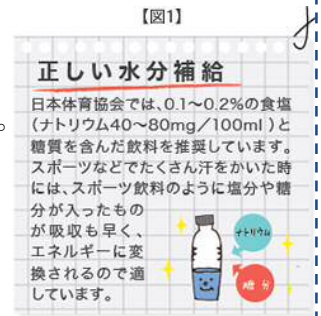 【図1】
正しい水分補給
日本体育協会では、0.1～0.2%の食塩
（ナトリウム40～80mg／100ml）と
糖質を含んだ飲料を推奨しています。
スポーツなどでたくさん汗をかいた時
には、スポーツ飲料のように塩分や糖
分が入ったもの
が吸収も早く、
エネルギーに変
換されるので適
しています。
ナトリウム
糖分